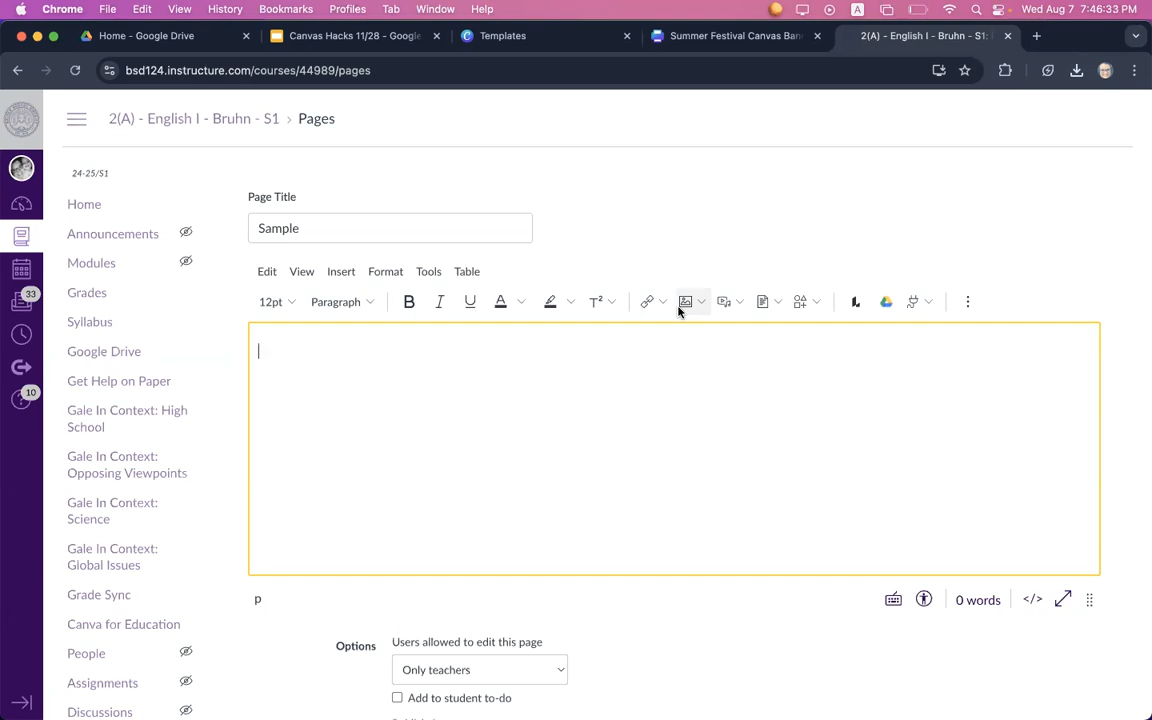 Chrome File Edit View History Bookmarks Profiles Tab Window Help A Wed Aug 7 7:46:33 PM
Home - Google Drive Canvas Hacks 11/28 - Google Templates Summer Festival Canvas Ban 2(A) - English I - Bruhn - S1:
bsd124.instructure.com/courses/44989/pages
2(A) - English I - Bruhn - S1 › Pages
24-25/S1
Home
Announcements
Modules
Grades
Syllabus
Google Drive
Get Help on Paper
Gale In Context: High
School
Gale In Context:
Opposing Viewpoints
Gale In Context:
Science
Gale In Context:
Global Issues
Grade Sync
Canva for Education
People
Assignments
Discussions
33
10
Page Title
Sample
Edit View Insert Format Tools Table
12pt Paragraph B I U A T²
p 0 words </>
Options Users allowed to edit this page
Only teachers
Add to student to-do